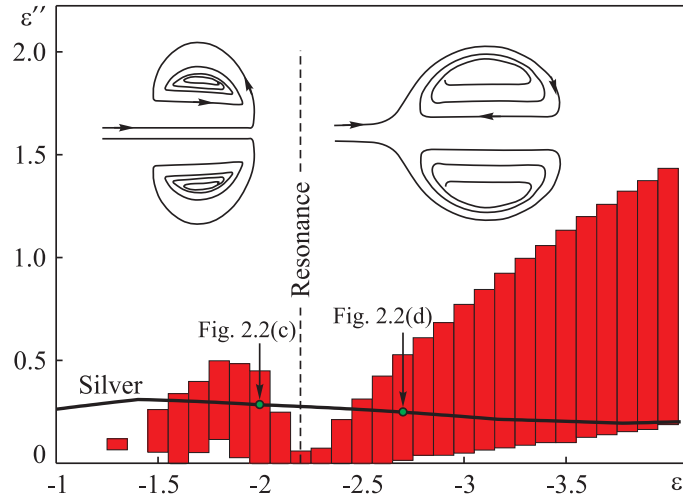 ε″
2.0
1.5
Resonance
1.0
Fig. 2.2(c)
Fig. 2.2(d)
0.5
Silver
0
-1
-1.5
-2
-2.5
-3
-3.5
ε